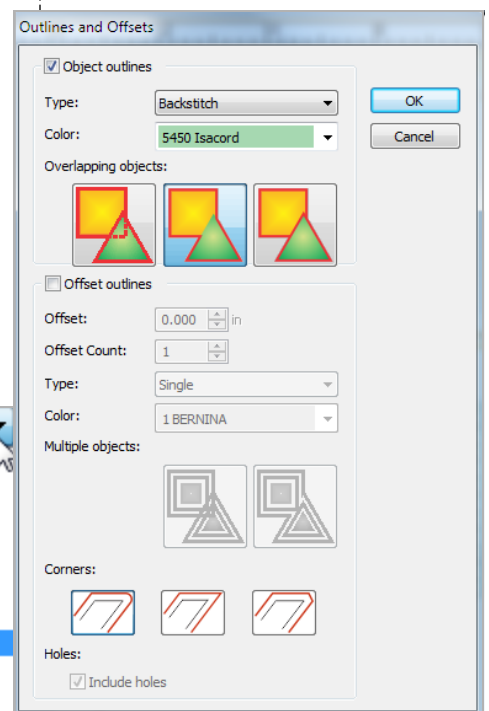 Outlines and Offsets
Object outlines
OK
Type: Backstitch
Color: 5450 Isacord
Cancel
Overlapping objects:
Offset outlines
Offset: 0.000 in
Offset Count: 1
Type: Single
Color: 1 BERNINA
Multiple objects:
Corners:
Holes:
Include holes